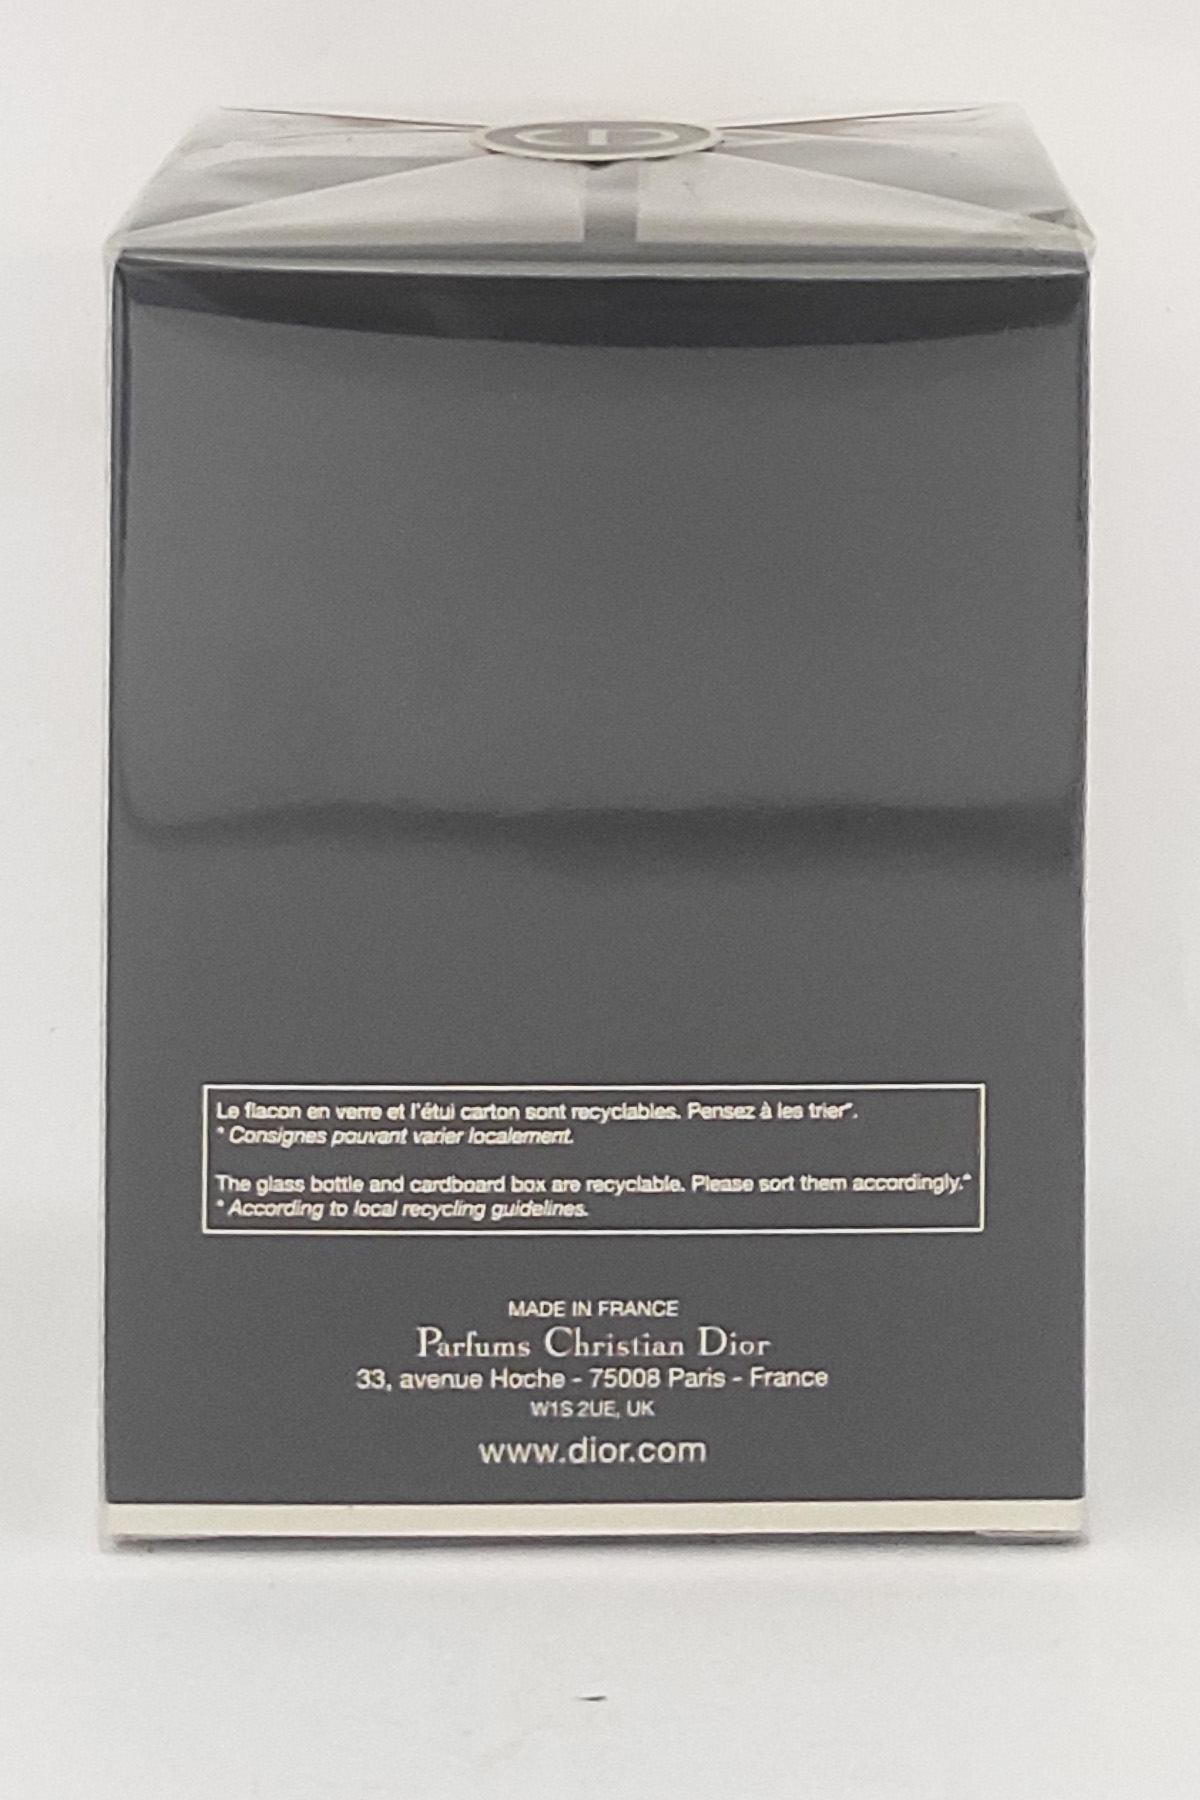 CD
Le flacon en verre et l'étui carton sont recyclables. Pensez à les trier*.
* Consignes pouvant varier localement.
The glass bottle and cardboard box are recyclable. Please sort them accordingly.*
* According to local recycling guidelines.
MADE IN FRANCE
Parfums Christian Dior
33, avenue Hoche - 75008 Paris - France
W1S 2UE, UK
www.dior.com